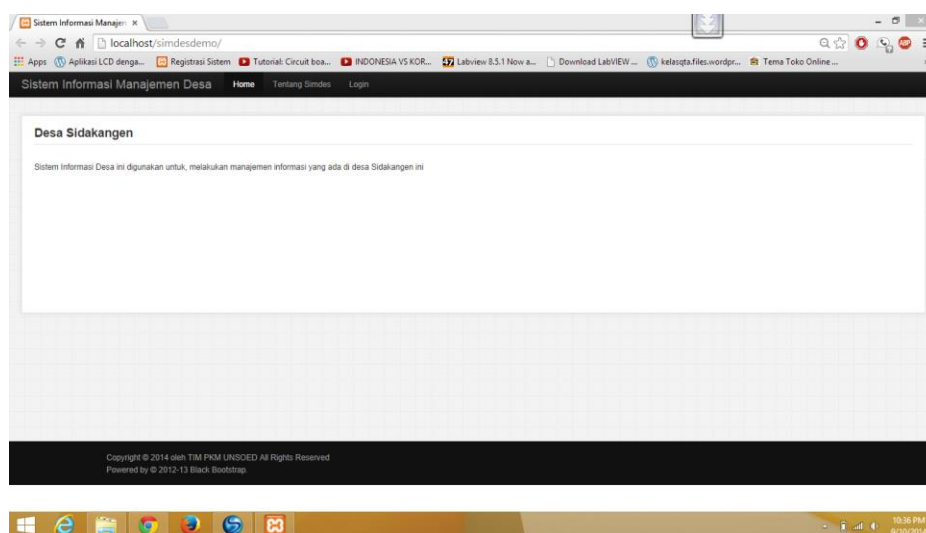 Sistem Informasi Manajem
localhost/simdesdemo/
Apps Aplikasi LCD denga... Registrasi Sistem Tutorial: Circuit boa... INDONESIA VS KOR... Labview 8.5.1 Now a... Download LabVIEW ... kelasqta.files.wordpr... Tema Toko Online ...
Sistem Informasi Manajemen Desa Home Tentang Simdes Login
Desa Sidakangen
Sistem Informasi Desa ini digunakan untuk, melakukan manajemen informasi yang ada di desa Sidakangen ini
Copyright © 2014 oleh TIM PKM UNSOED All Rights Reserved
Powered by © 2012-13 Black Bootstrap.
10:36 PM
9/10/2014